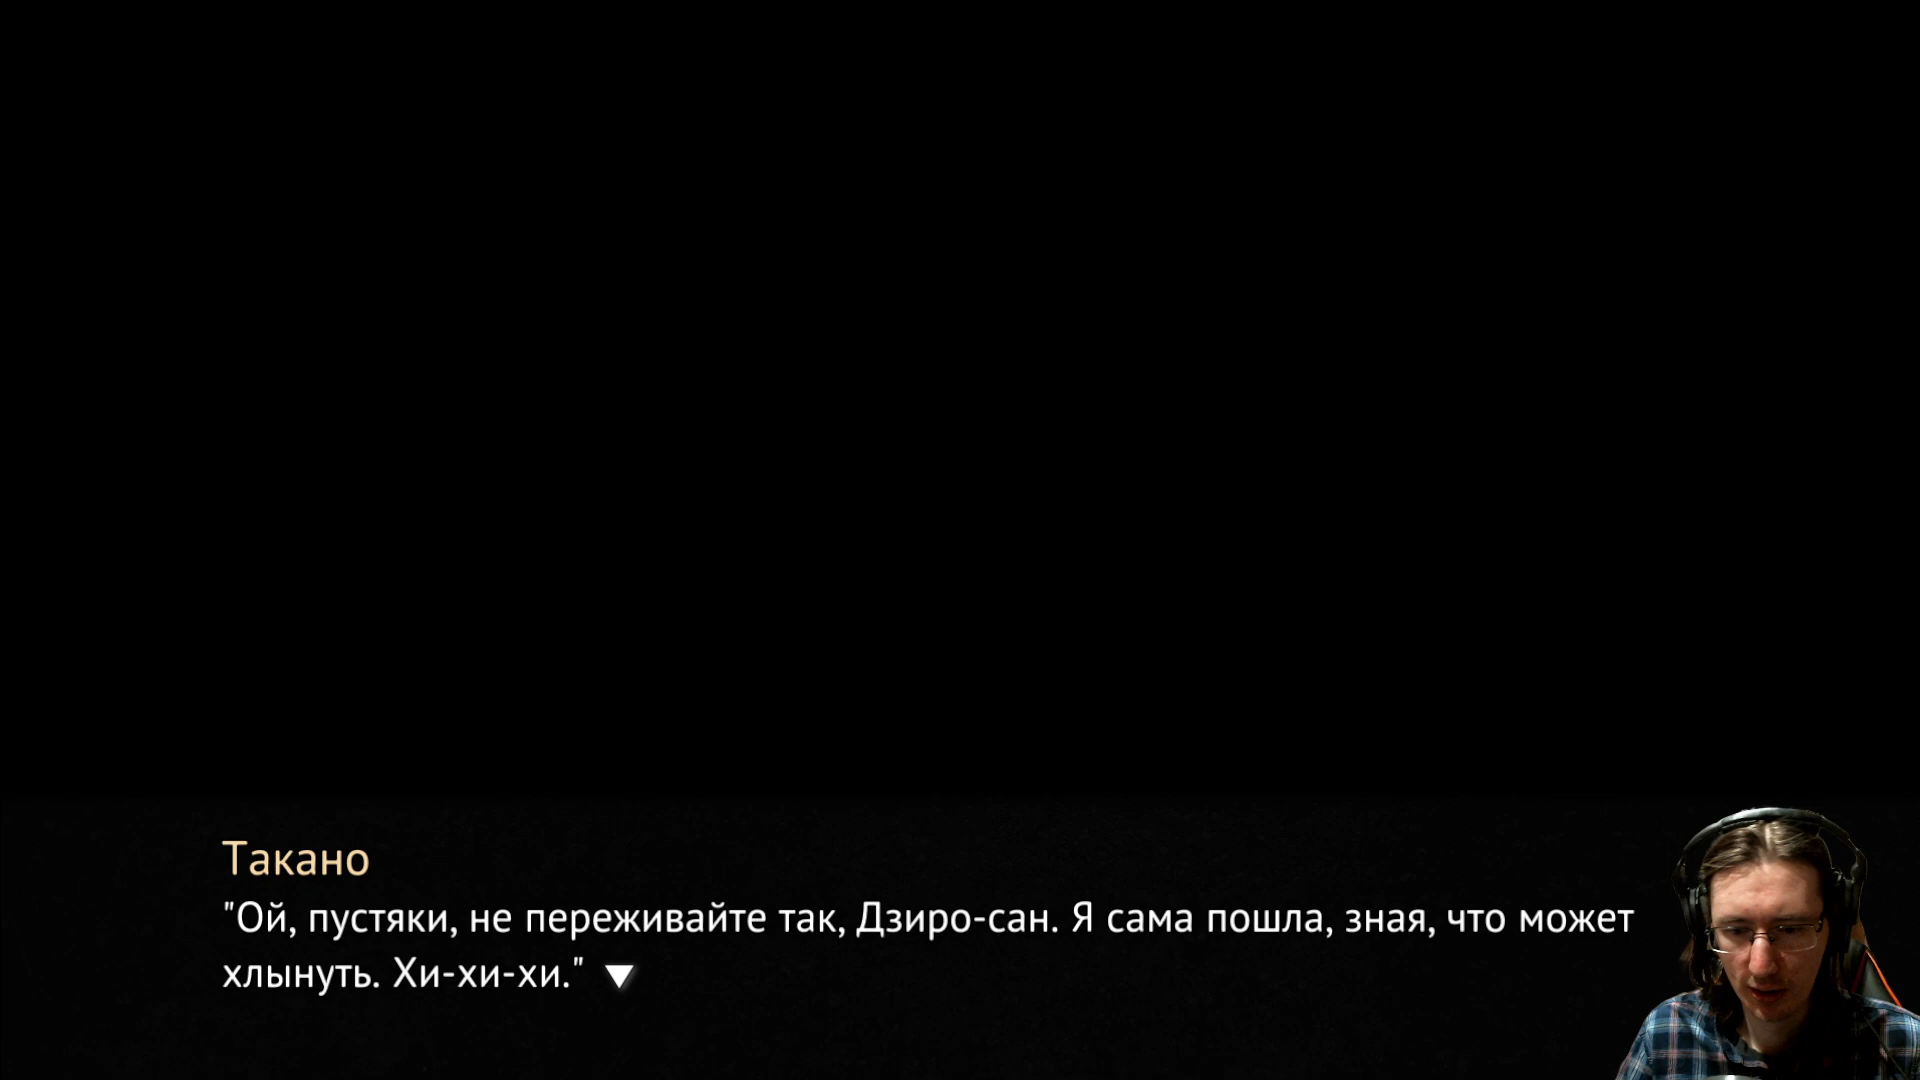 Такано
"Ой, пустяки, не переживайте так, Дзиро-сан. Я сама пошла, зная, что может
хлынуть. Хи-хи-хи."